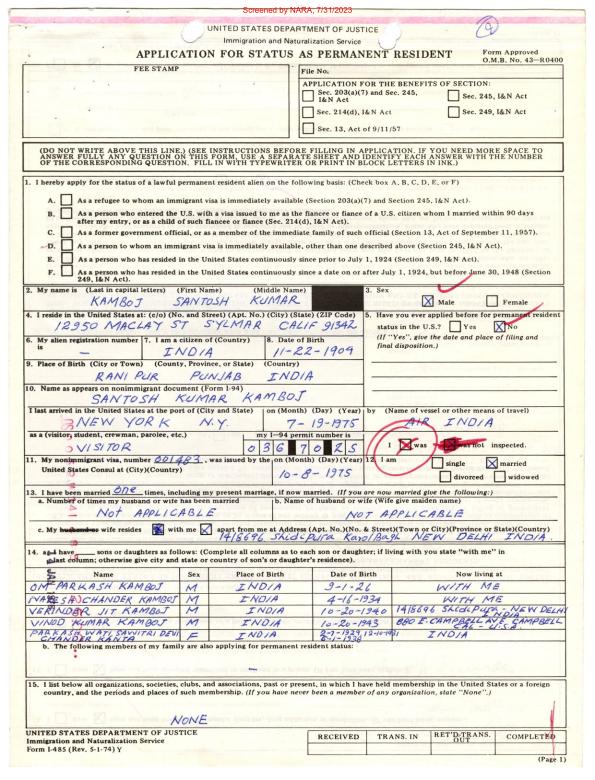 Screened by NARA, 7/31/2023
UNITED STATES DEPARTMENT OF JUSTICE
Immigration and Naturalization Service
APPLICATION FOR STATUS AS PERMANENT RESIDENT
Form Approved
O.M.B. No. 43-R0400
FEE STAMP
File No.
APPLICATION FOR THE BENEFITS OF SECTION:
Sec. 203(a)(7) and Sec. 245, I&N Act
Sec. 245, I&N Act
Sec. 214(d), I&N Act
Sec. 249, I&N Act
Sec. 13, Act of 9/11/57
(DO NOT WRITE ABOVE THIS LINE.) (SEE INSTRUCTIONS BEFORE FILLING IN APPLICATION. IF YOU NEED MORE SPACE TO
ANSWER FULLY ANY QUESTION ON THIS FORM, USE A SEPARATE SHEET AND IDENTIFY EACH ANSWER WITH THE NUMBER
OF THE CORRESPONDING QUESTION. FILL IN WITH TYPEWRITER OR PRINT IN BLOCK LETTERS IN INK.)
1. I hereby apply for the status of a lawful permanent resident alien on the following basis: (Check box A, B, C, D, E, or F)
A. As a refugee to whom an immigrant visa is immediately available (Section 203(a)(7) and Section 245, I&N Act).
B. As a person who entered the U.S. with a visa issued to me as the fiancee or fiance of a U.S. citizen whom I married within 90 days
after my entry, or as a child of such fiancee or fiance (Sec. 214(d), I&N Act).
C. As a former government official, or as a member of the immediate family of such official (Section 13, Act of September 11, 1957).
D. As a person to whom an immigrant visa is immediately available, other than one described above (Section 245, I&N Act).
E. As a person who has resided in the United States continuously since prior to July 1, 1924 (Section 249, I&N Act).
F. As a person who has resided in the United States continuously since a date on or after July 1, 1924, but before June 30, 1948 (Section
249, I&N Act).
2. My name is (Last in capital letters) (First Name) (Middle Name)
KAMBOJ SANTOSH KUMAR
3. Sex
Male Female
4. I reside in the United States at: (c/o) (No. and Street) (Apt. No.) (City) (State) (ZIP Code)
12950 MACLAY ST SYLMAR CALIF 91342
5. Have you ever applied before for permanent resident
status in the U.S.? Yes No
(If "Yes", give the date and place of filing and
final disposition.)
6. My alien registration number is
-
7. I am a citizen of (Country)
INDIA
8. Date of Birth
11-22-1909
9. Place of Birth (City or Town) (County, Province, or State) (Country)
RANI PUR PUNJAB INDIA
10. Name as appears on nonimmigrant document (Form I-94)
SANTOSH KUMAR KAMBOJ
I last arrived in the United States at the port of (City and State)
NEW YORK N.Y.
on (Month) (Day) (Year)
7-19-1975
by (Name of vessel or other means of travel)
AIR INDIA
as a (visitor, student, crewman, parolee, etc.)
VISITOR
my I-94 permit number is
0 3 6 7 0 2 5
I was was not inspected.
11. My nonimmigrant visa, number 001483, was issued by the
United States Consul at (City)(Country)
on (Month) (Day) (Year)
10-8-1975
12. I am
single married
divorced widowed
13. I have been married one times, including my present marriage, if now married. (If you are now married give the following:)
a. Number of times my husband or wife has been married
NOT APPLICABLE
b. Name of husband or wife (Wife give maiden name)
NOT APPLICABLE
c. My husband or wife resides with me apart from me at Address (Apt. No.)(No. & Street)(Town or City)(Province or State)(Country)
14/5696 Shidi Pura KarolBagh NEW DELHI INDIA.
14. I have sons or daughters as follows: (Complete all columns as to each son or daughter; if living with you state "with me" in
last column; otherwise give city and state or country of son's or daughter's residence).
Name Sex Place of Birth Date of Birth Now living at
OM PARKASH KAMBOJ M INDIA 9-1-26 WITH ME
CHANDER KAMBOJ M INDIA 4-16-1934 WITH ME
VERINDER JIT KAMBOJ M INDIA 10-20-1940 14/5696 Shidi Pura - NEW DELHI INDIA
VINOD KUMAR KAMBOJ M INDIA 10-20-1943 880 E. CAMPBELL AVE CAMPBELL CAL - U.S.A.
PARKASH WATI SAVITRI DEVI
CHANDER KANTA F INDIA 1929, INDIA
b. The following members of my family are also applying for permanent resident status:
-
15. I list below all organizations, societies, clubs, and associations, past or present, in which I have held membership in the United States or a foreign
country, and the periods and places of such membership. (If you have never been a member of any organization, state "None".)
NONE
UNITED STATES DEPARTMENT OF JUSTICE
Immigration and Naturalization Service
Form I-485 (Rev. 5-1-74) Y
RECEIVED TRANS. IN RET'D/TRANS. OUT COMPLETED
(Page 1)